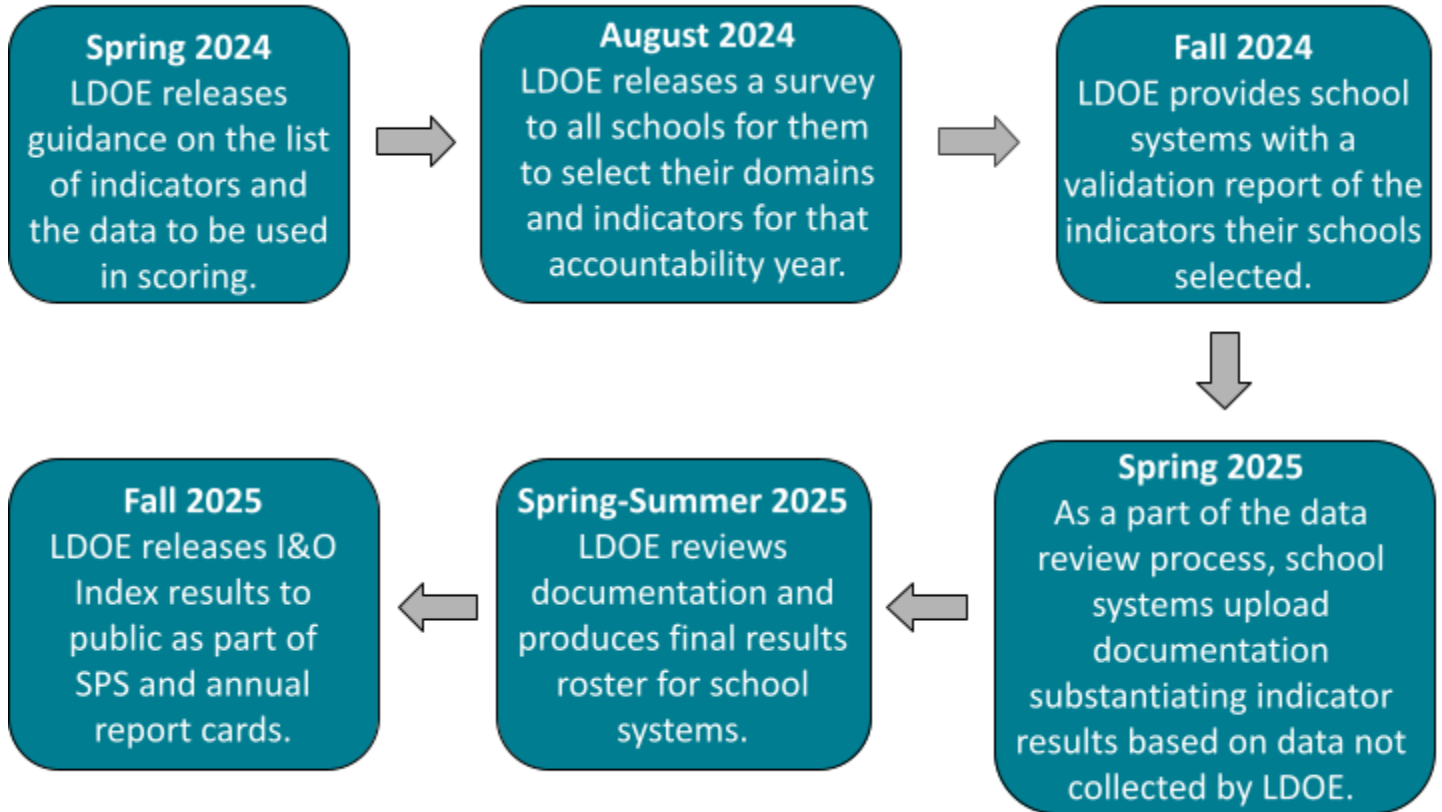 Spring 2024
LDOE releases
guidance on the list
of indicators and
the data to be used
in scoring.
August 2024
LDOE releases a survey
to all schools for them
to select their domains
and indicators for that
accountability year.
Fall 2024
LDOE provides school
systems with a
validation report of the
indicators their schools
selected.
Spring 2025
As a part of the data
review process, school
systems upload
documentation
substantiating indicator
results based on data not
collected by LDOE.
Spring-Summer 2025
LDOE reviews
documentation and
produces final results
roster for school
systems.
Fall 2025
LDOE releases I&O
Index results to
public as part of
SPS and annual
report cards.